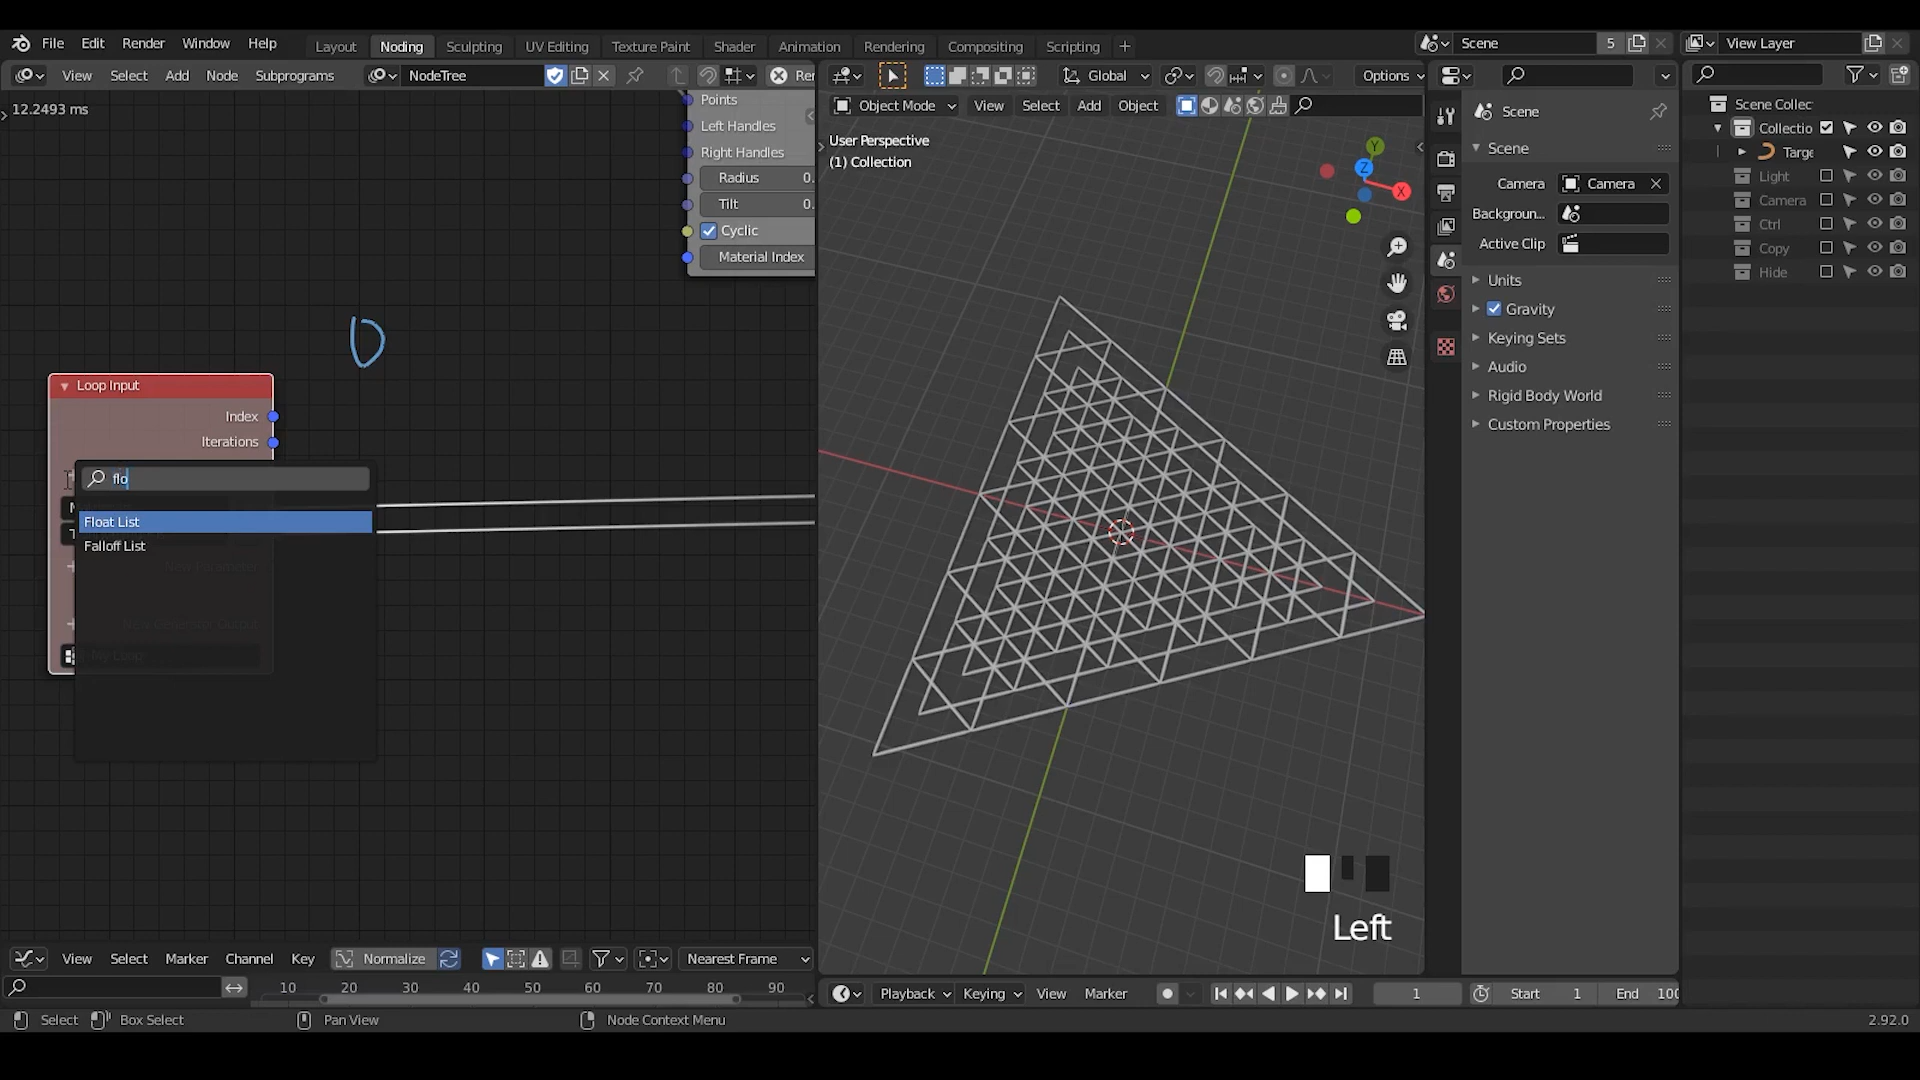 File Edit Render Window Help
Layout Noding Sculpting UV Editing Texture Paint Shader Animation Rendering Compositing Scripting
Scene 5
View Layer
View Select Add Node Subprograms
NodeTree
Global
Options
Object Mode View Select Add Object
12.2493 ms
Points
Left Handles
Right Handles
Radius 0.
Tilt 0.
Cyclic
Material Index
User Perspective
(1) Collection
Y
Z
X
Loop Input
Index
Iterations
flo
Float List
Falloff List
Left
Scene
Scene
Camera Camera
Backgroun...
Active Clip
Units
Gravity
Keying Sets
Audio
Rigid Body World
Custom Properties
Scene Collec
Collectio
Targe
Light
Camera
Ctrl
Copy
Hide
View Select Marker Channel Key
Normalize
Nearest Frame
10 20 30 40 50 60 70 80 90
Playback Keying View Marker
1
Start 1
End 100
Select Box Select Pan View Node Context Menu
2.92.0